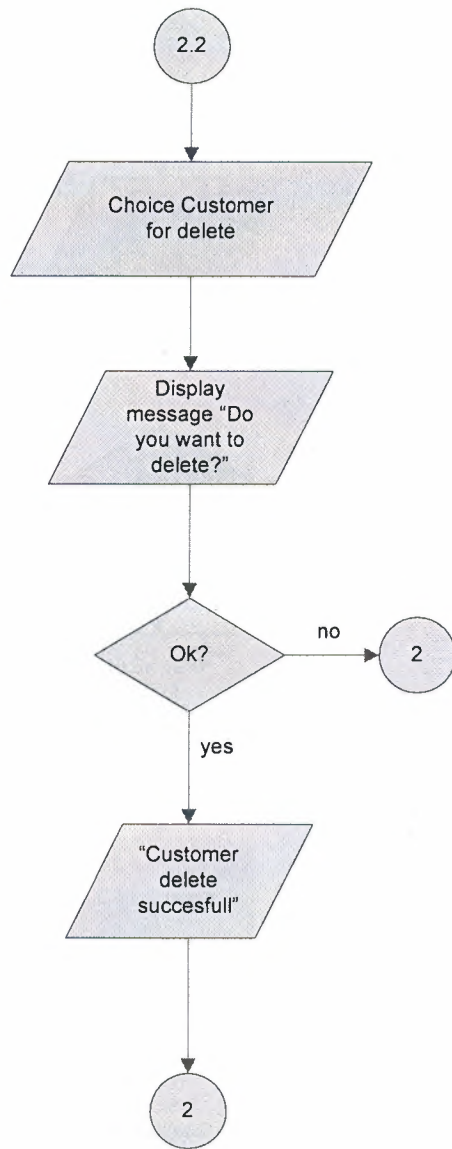 2.2
Choice Customer
for delete
Display
message “Do
you want to
delete?”
Ok?
no
2
yes
“Customer
delete
succesfull”
2